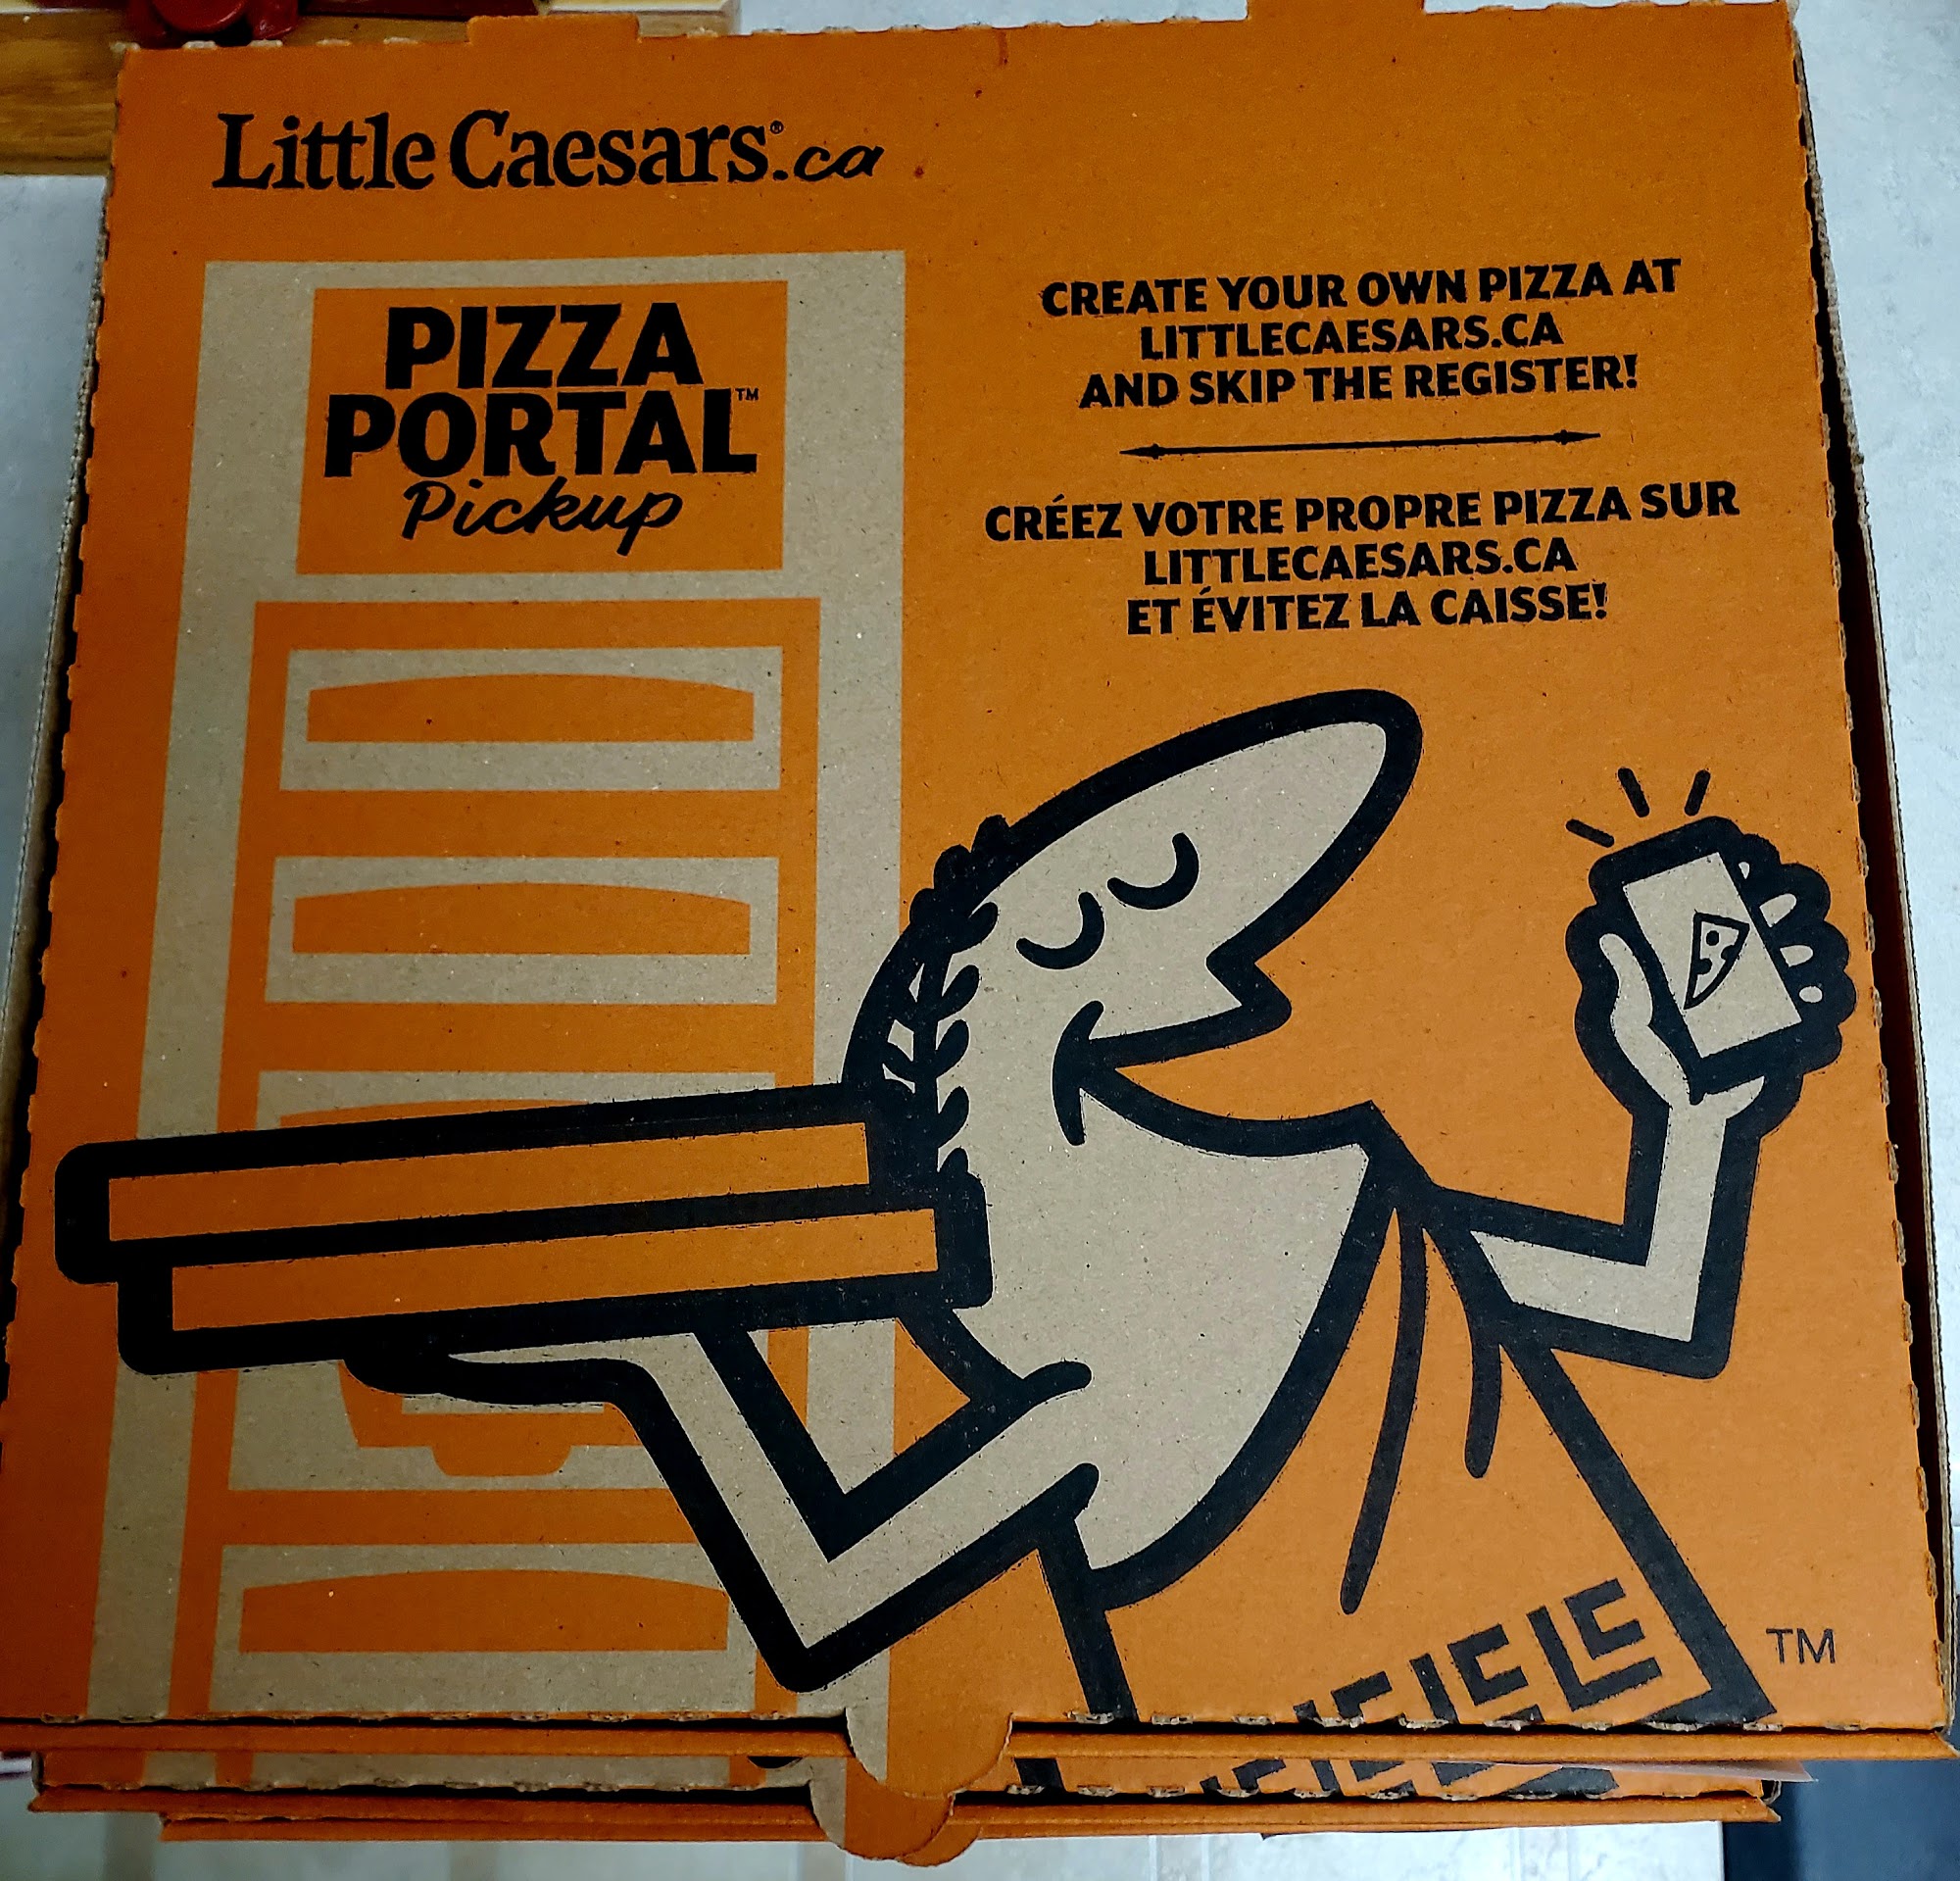 Little Caesars®.ca
PIZZA
PORTAL™
Pickup
CREATE YOUR OWN PIZZA AT
LITTLECAESARS.CA
AND SKIP THE REGISTER!
CRÉEZ VOTRE PROPRE PIZZA SUR
LITTLECAESARS.CA
ET ÉVITEZ LA CAISSE!
TM